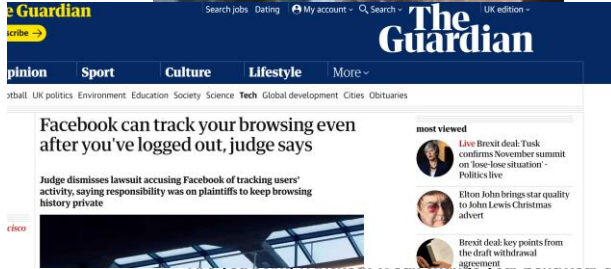 e Guardian
scribe →
Search jobs Dating My account Search
The
Guardian
UK edition
pinion Sport Culture Lifestyle More
otball UK politics Environment Education Society Science Tech Global development Cities Obituaries
Facebook can track your browsing even
after you've logged out, judge says
Judge dismisses lawsuit accusing Facebook of tracking users'
activity, saying responsibility was on plaintiffs to keep browsing
history private
cisco
most viewed
Live Brexit deal: Tusk
confirms November summit
on 'lose-lose situation' -
Politics live
Elton John brings star quality
to John Lewis Christmas
advert
Brexit deal: key points from
the draft withdrawal
agreement